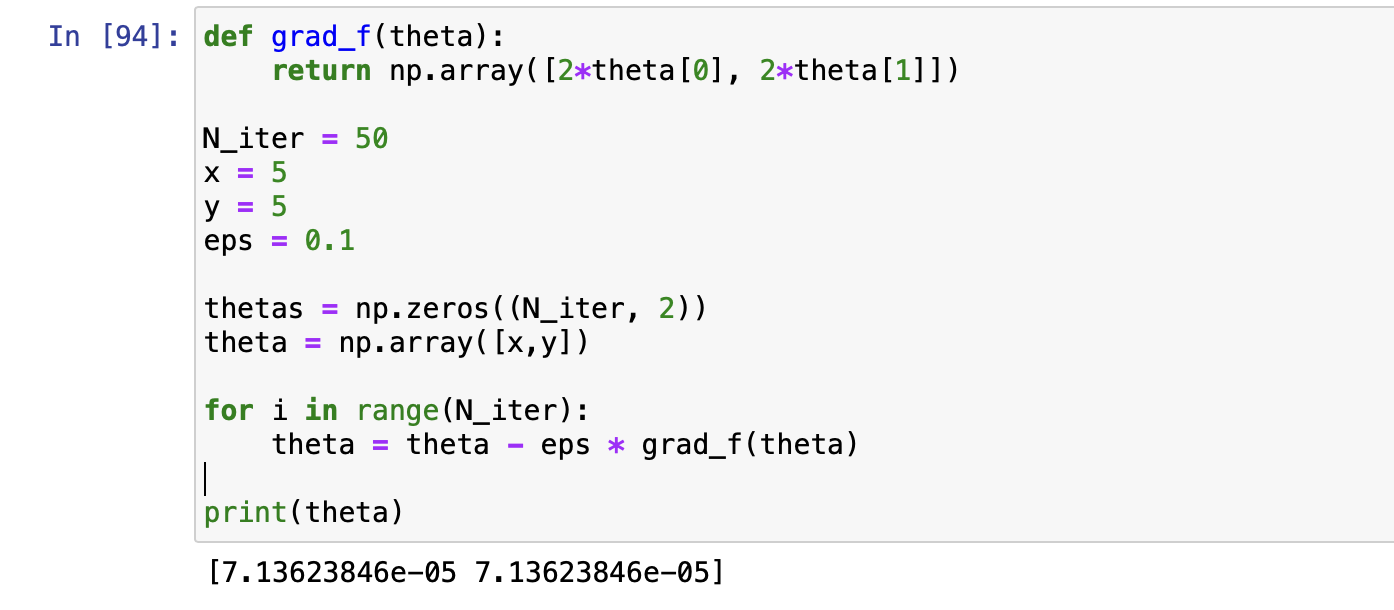 In [94]:
def grad_f(theta):
    return np.array([2*theta[0], 2*theta[1]])
N_iter = 50
x = 5
y = 5
eps = 0.1
thetas = np.zeros((N_iter, 2))
theta = np.array([x,y])
for i in range(N_iter):
    theta = theta - eps * grad_f(theta)
print(theta)
[7.13623846e-05 7.13623846e-05]